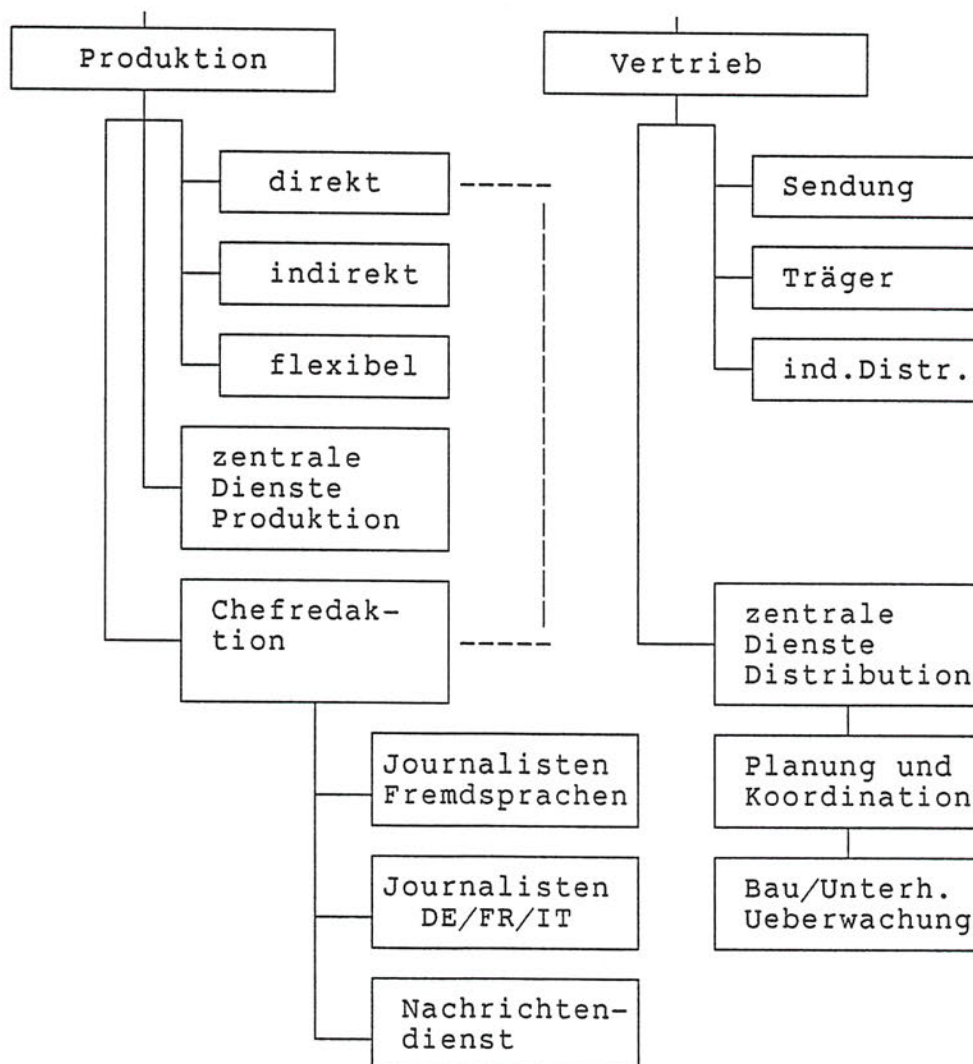 Produktion
direkt
indirekt
flexibel
zentrale
Dienste
Produktion
Chefredak-
tion
Journalisten
Fremdsprachen
Journalisten
DE/FR/IT
Nachrichten-
dienst
Vertrieb
Sendung
Träger
ind.Distr.
zentrale
Dienste
Distribution
Planung und
Koordination
Bau/Unterh.
Ueberwachung